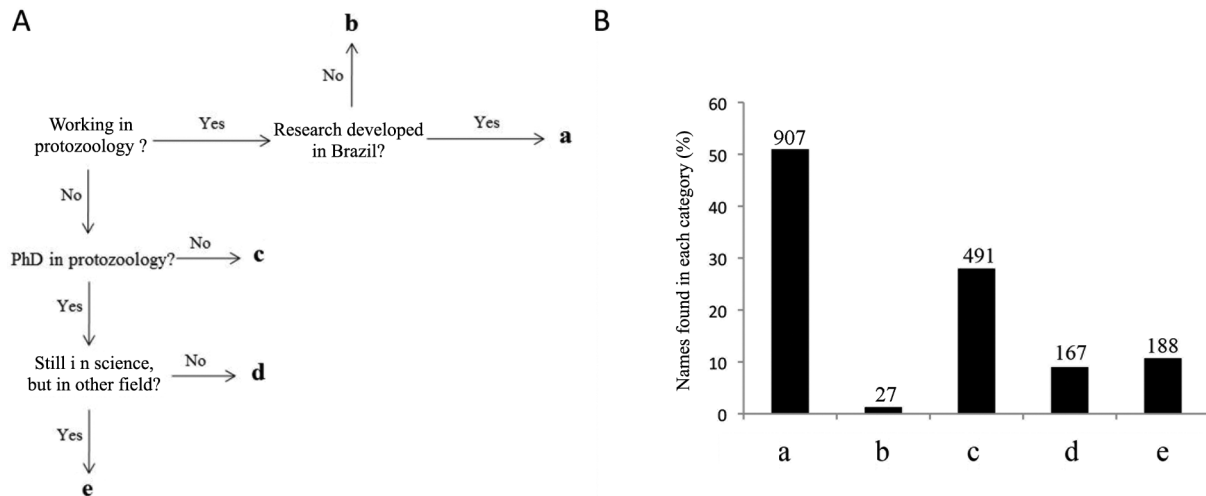 A
b
No
Working in
protozoology ?
Yes
Research developed
in Brazil?
Yes
a
No
PhD in protozoology?
No
c
Yes
Still i n science,
but in other field?
No
d
Yes
e
B
Names found in each category (%)
60
50
40
30
20
10
0
907
27
491
167
188
a b c d e